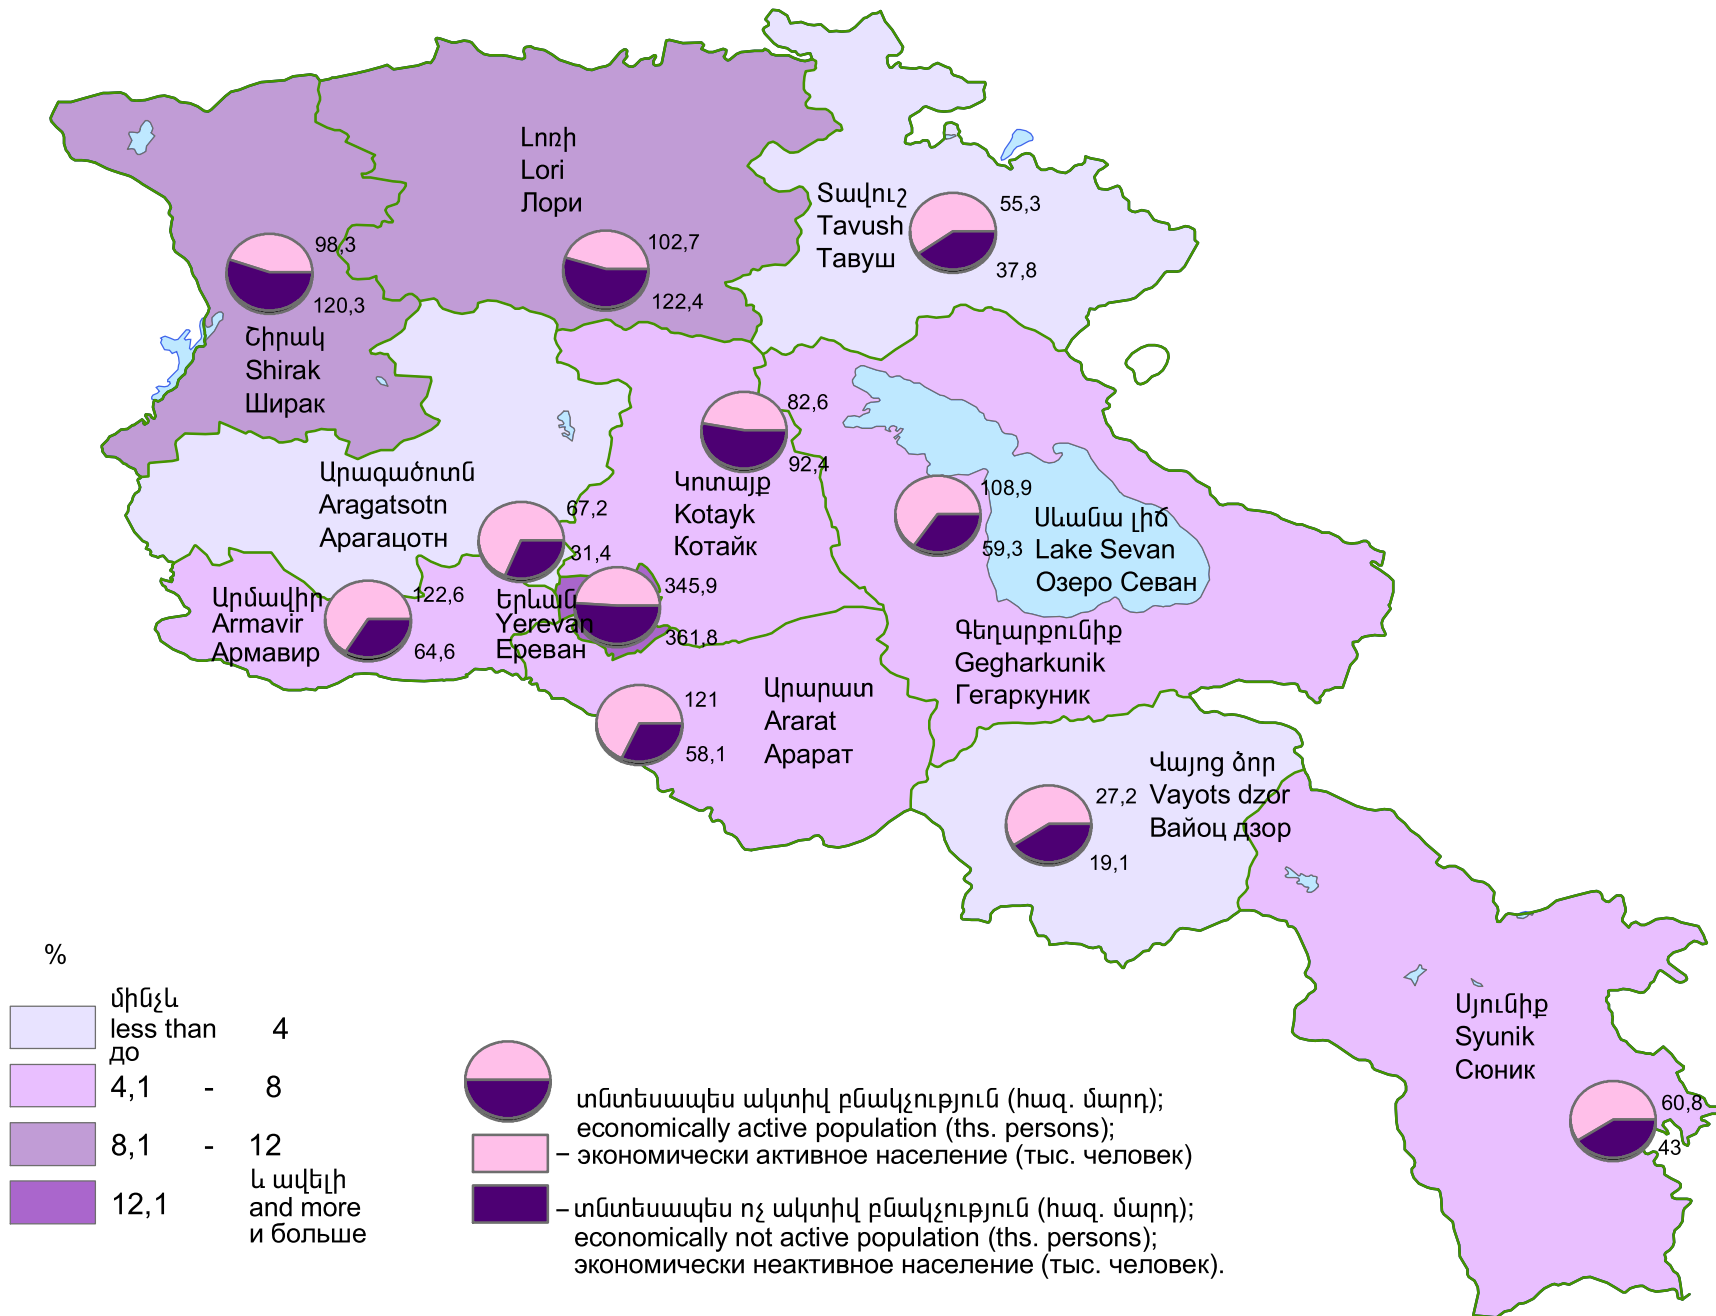 Լոռի
Lori
Лори
102,7
122,4
Տավուշ
Tavush
Тавуш
55,3
37,8
98,3
120,3
Շիրակ
Shirak
Ширак
Արագածոտն
Aragatsotn
Арагацотн
67,2
31,4
82,6
92,4
Կոտայք
Kotayk
Котайк
108,9
59,3
Սևանա լիճ
Lake Sevan
Озеро Севан
Գեղարքունիք
Gegharkunik
Гегаркуник
Արմավիր
Armavir
Армавир
122,6
64,6
Երևան
Yerevan
Ереван
345,9
361,8
Արարատ
Ararat
Арарат
121
58,1
Վայոց ձոր
Vayots dzor
Вайоц дзор
27,2
19,1
Սյունիք
Syunik
Сюник
60,8
43
%
մինչև
less than 4
до
4,1 - 8
8,1 - 12
12,1 և ավելի
and more
и больше
տնտեսապես ակտիվ բնակչություն (հազ. մարդ);
economically active population (ths. persons);
– экономически активное население (тыс. человек)
– տնտեսապես ոչ ակտիվ բնակչություն (հազ. մարդ);
economically not active population (ths. persons);
экономически неактивное население (тыс. человек).